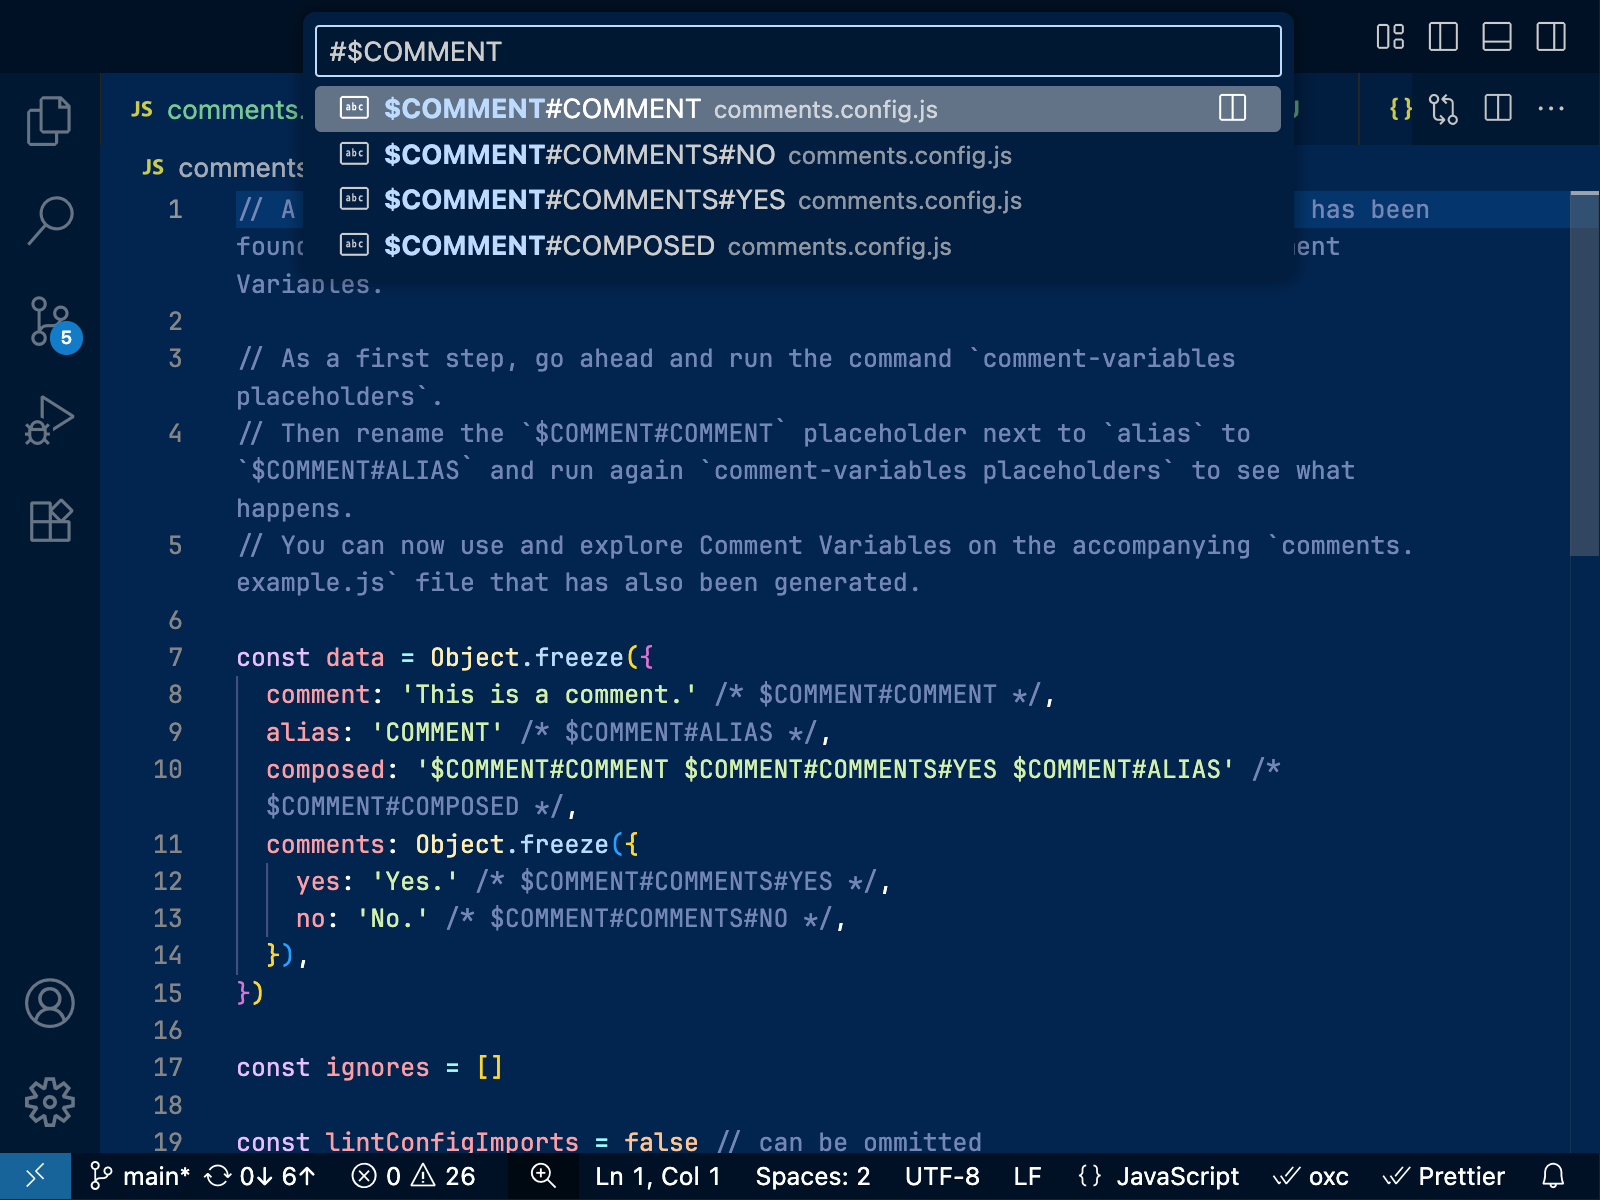 #$COMMENT
$COMMENT#COMMENT comments.config.js
$COMMENT#COMMENTS#NO comments.config.js
$COMMENT#COMMENTS#YES comments.config.js
$COMMENT#COMPOSED comments.config.js
JS comments.
JS comments
1 // A has been
found
Variables.
2
3 // As a first step, go ahead and run the command `comment-variables
placeholders`.
4 // Then rename the `$COMMENT#COMMENT` placeholder next to `alias` to
`$COMMENT#ALIAS` and run again `comment-variables placeholders` to see what
happens.
5 // You can now use and explore Comment Variables on the accompanying `comments.
example.js` file that has also been generated.
6
7 const data = Object.freeze({
8 comment: 'This is a comment.' /* $COMMENT#COMMENT */,
9 alias: 'COMMENT' /* $COMMENT#ALIAS */,
10 composed: '$COMMENT#COMMENT $COMMENT#COMMENTS#YES $COMMENT#ALIAS' /*
$COMMENT#COMPOSED */,
11 comments: Object.freeze({
12 yes: 'Yes.' /* $COMMENT#COMMENTS#YES */,
13 no: 'No.' /* $COMMENT#COMMENTS#NO */,
14 }),
15 })
16
17 const ignores = []
18
19 const lintConfigImports = false // can be ommitted
5
main* 0↓ 6↑ 0 26 Ln 1, Col 1 Spaces: 2 UTF-8 LF {} JavaScript oxc Prettier